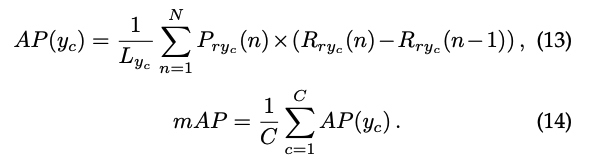 AP(y_c) = \frac{1}{L_{y_c}} \sum_{n=1}^{N} P_{ry_c}(n) \times (R_{ry_c}(n) - R_{ry_c}(n-1)), (13)
mAP = \frac{1}{C} \sum_{c=1}^{C} AP(y_c). (14)